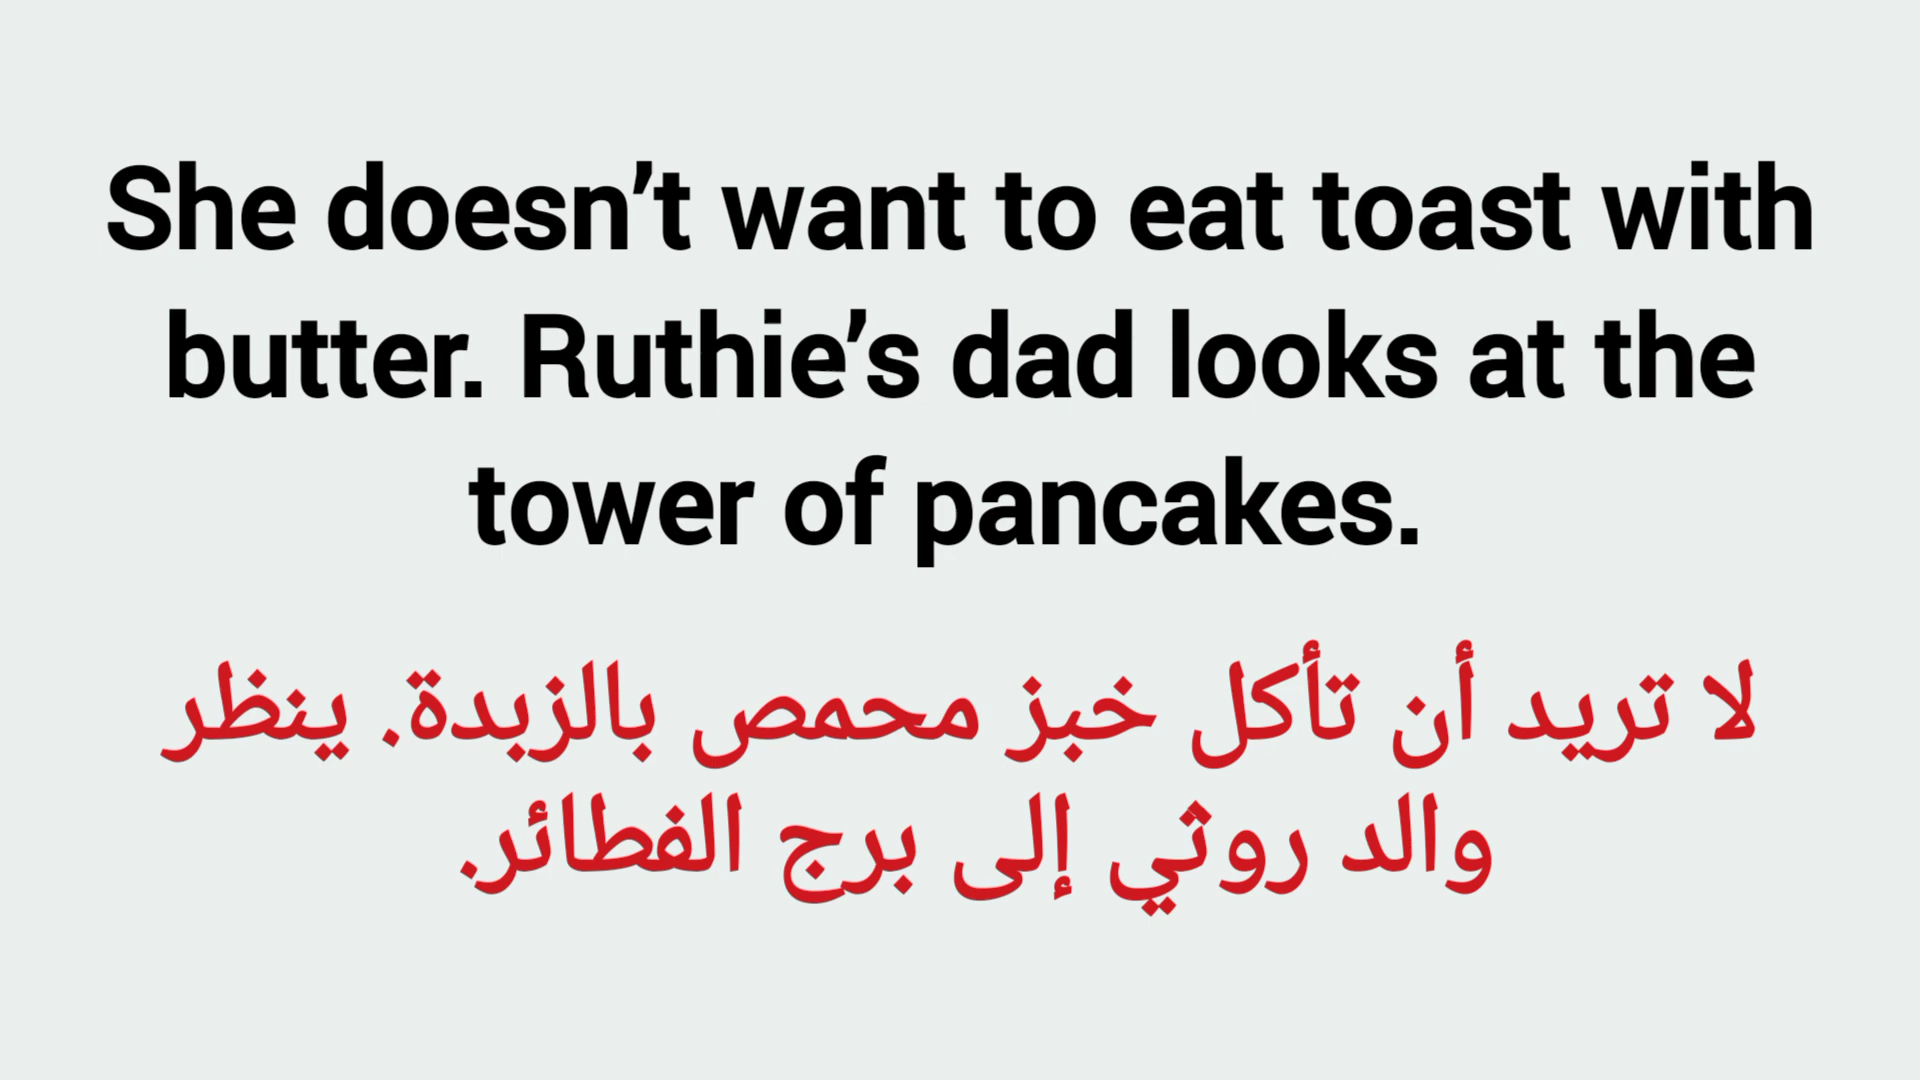 She doesn’t want to eat toast with
butter. Ruthie’s dad looks at the
tower of pancakes.
لا تريد أن تأكل خبز محمص بالزبدة. ينظر
والد روثي إلى برج الفطائر.